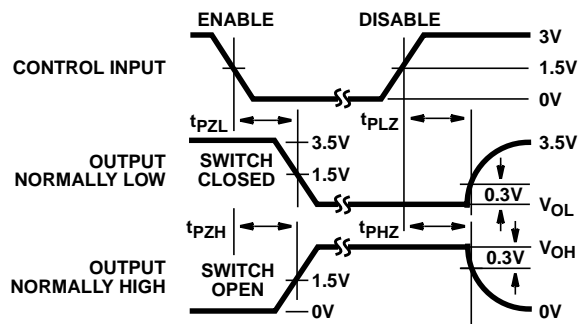 ENABLE DISABLE
3V
CONTROL INPUT 1.5V
0V
tPZL tPLZ
3.5V 3.5V
OUTPUT
NORMALLY LOW
SWITCH
CLOSED
1.5V
0.3V
VOL
tPZH tPHZ
VOH
0.3V
OUTPUT
NORMALLY HIGH
SWITCH
OPEN
1.5V
0V 0V